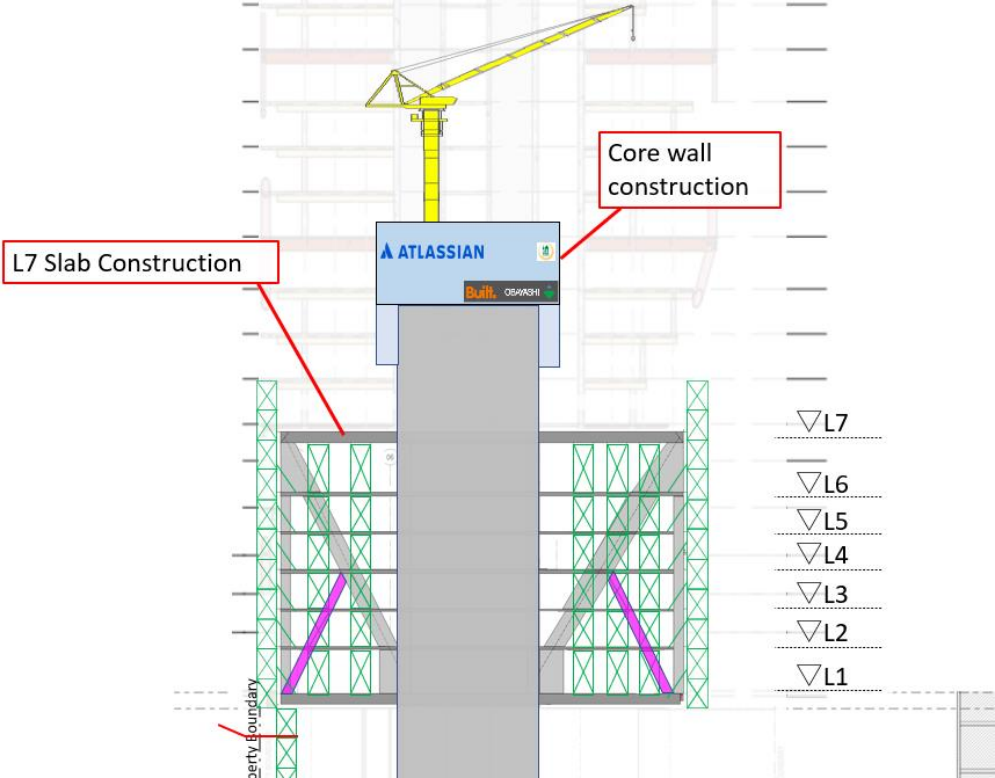 Core wall
construction
L7 Slab Construction
ATLASSIAN
Built. OBAYASHI
L7
L6
L5
L4
L3
L2
L1
perty Boundary